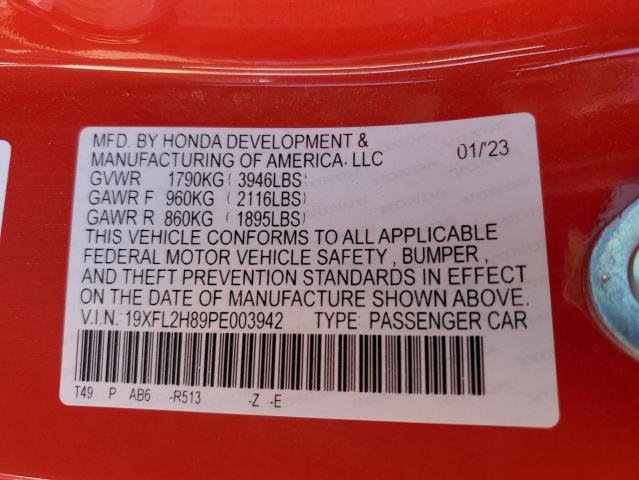 MFD. BY HONDA DEVELOPMENT &
MANUFACTURING OF AMERICA, LLC 01/'23
GVWR 1790KG ( 3946LBS)
GAWR F 960KG ( 2116LBS)
GAWR R 860KG ( 1895LBS)
THIS VEHICLE CONFORMS TO ALL APPLICABLE
FEDERAL MOTOR VEHICLE SAFETY , BUMPER ,
AND THEFT PREVENTION STANDARDS IN EFFECT
ON THE DATE OF MANUFACTURE SHOWN ABOVE.
V.I.N.:19XFL2H89PE003942 TYPE: PASSENGER CAR
T49 P AB6 -R513 -Z -E